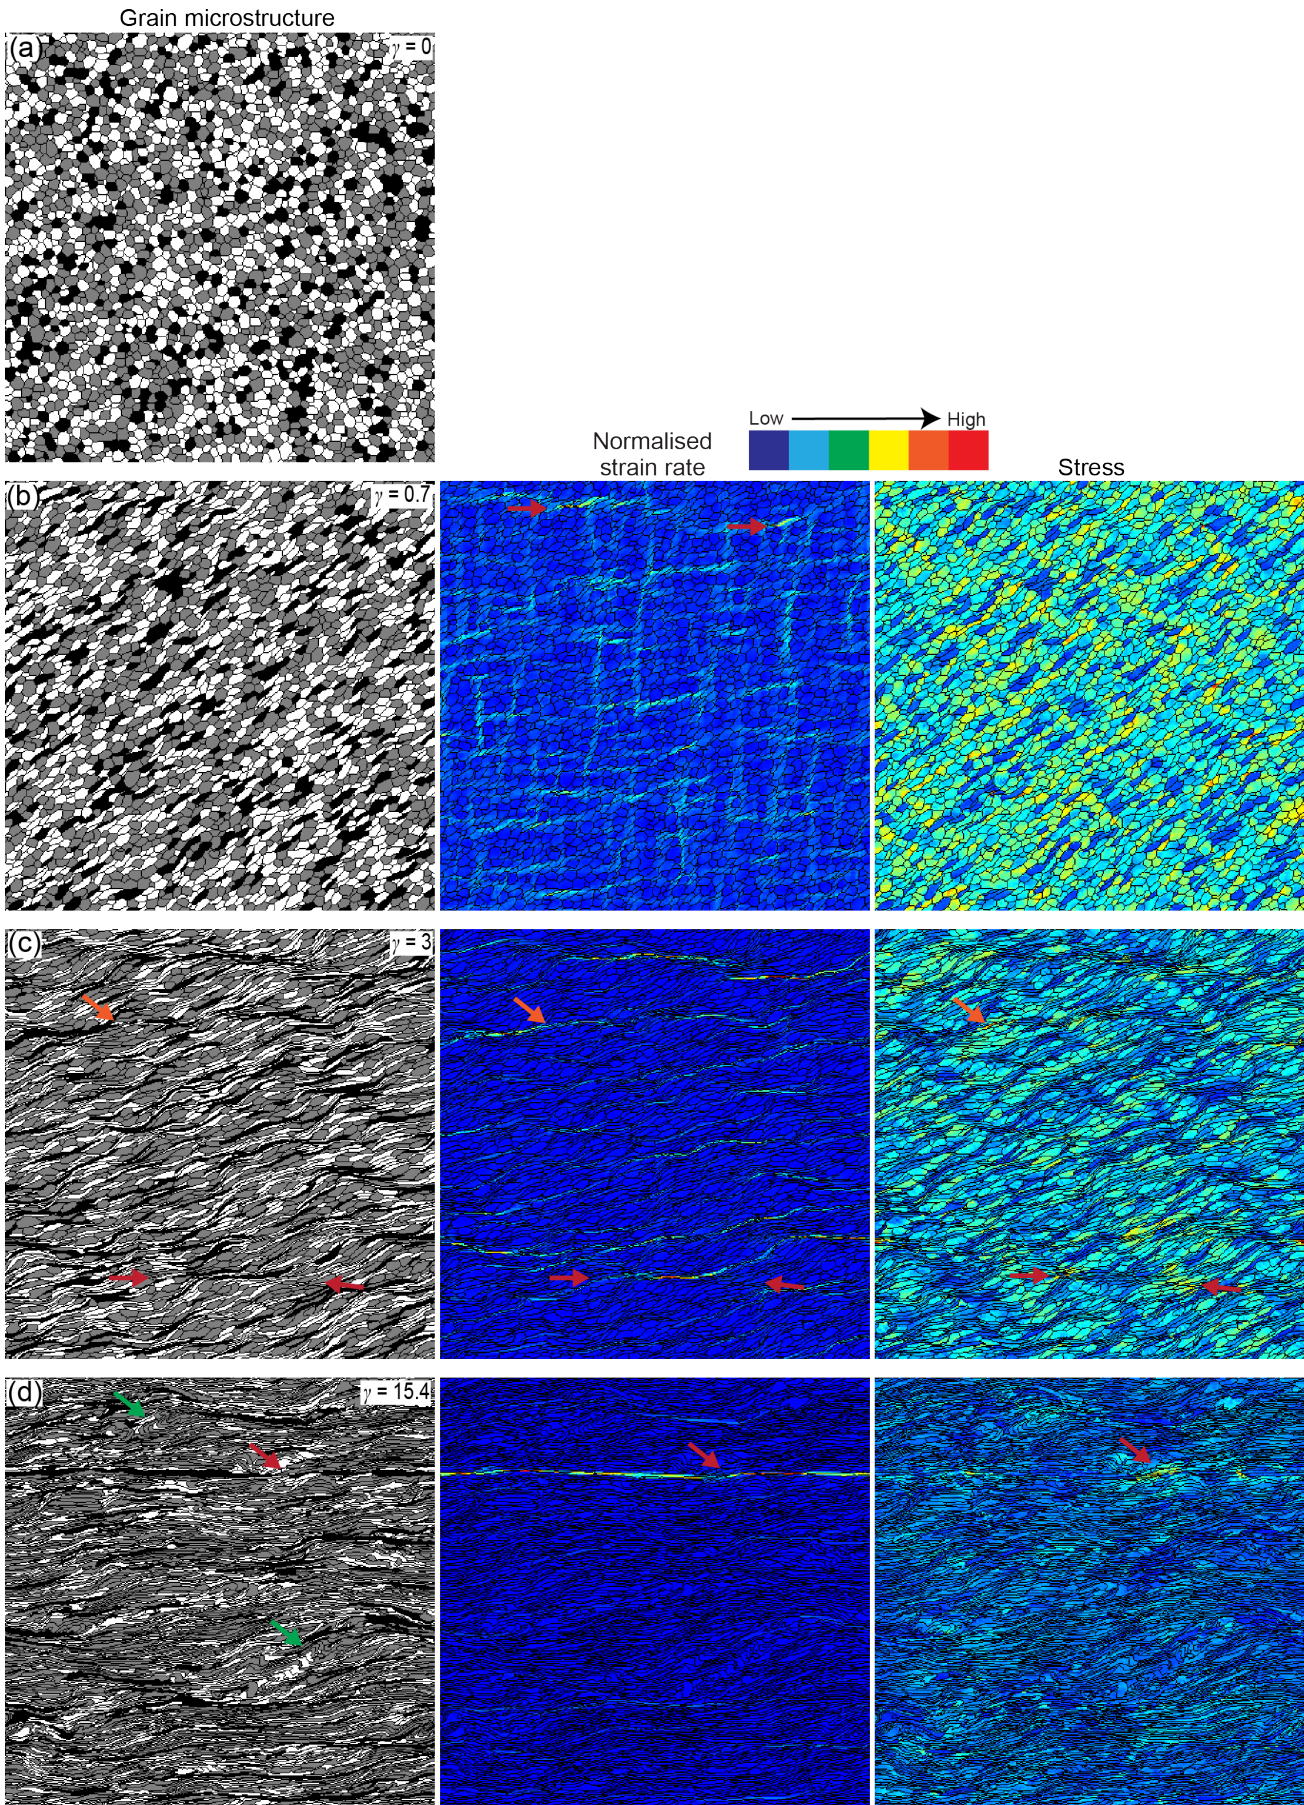 Grain microstructure
(a)
γ = 0
Low
High
Normalised
strain rate
Stress
(b)
γ = 0.7
(c)
γ = 3
(d)
γ = 15.4